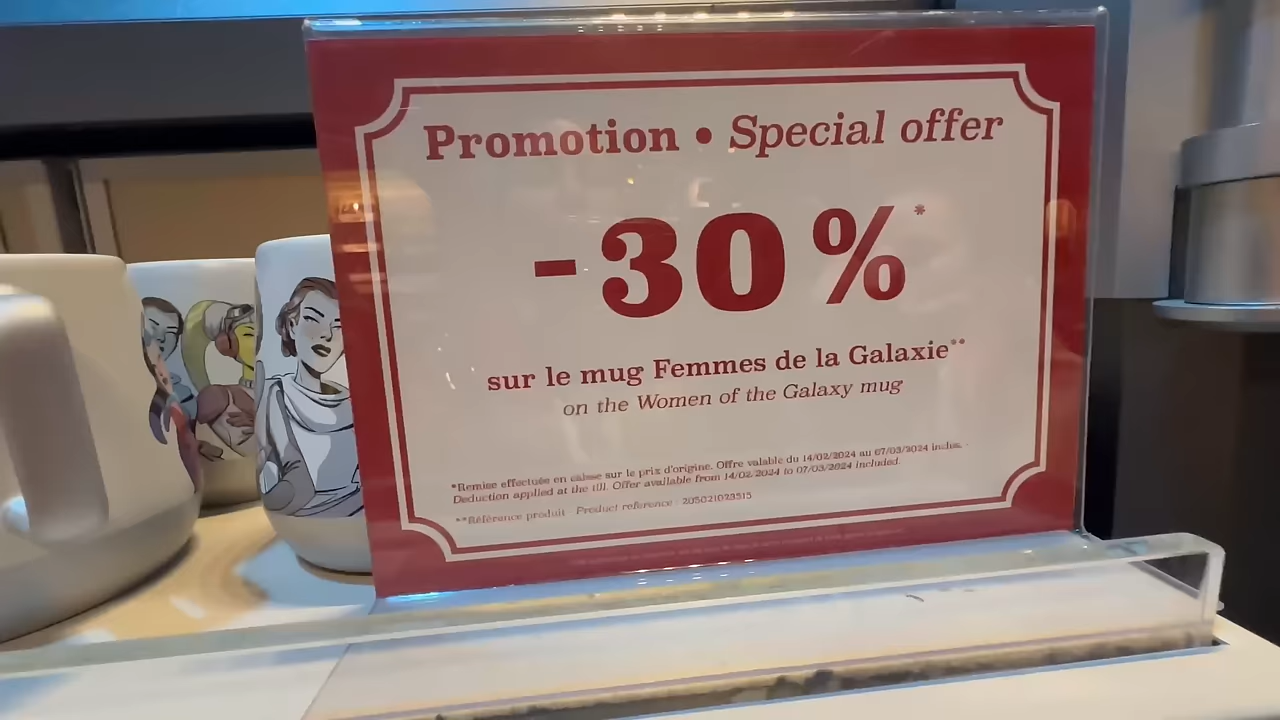 Promotion • Special offer
-30 %*
sur le mug Femmes de la Galaxie**
on the Women of the Galaxy mug
*Remise effectuée en caisse sur le prix d'origine. Offre valable du 14/02/2024 au 07/03/2024 inclus. -
Deduction applied at the till. Offer available from 14/02/2024 to 07/03/2024 included.
**Référence produit - Product reference : 205021023515